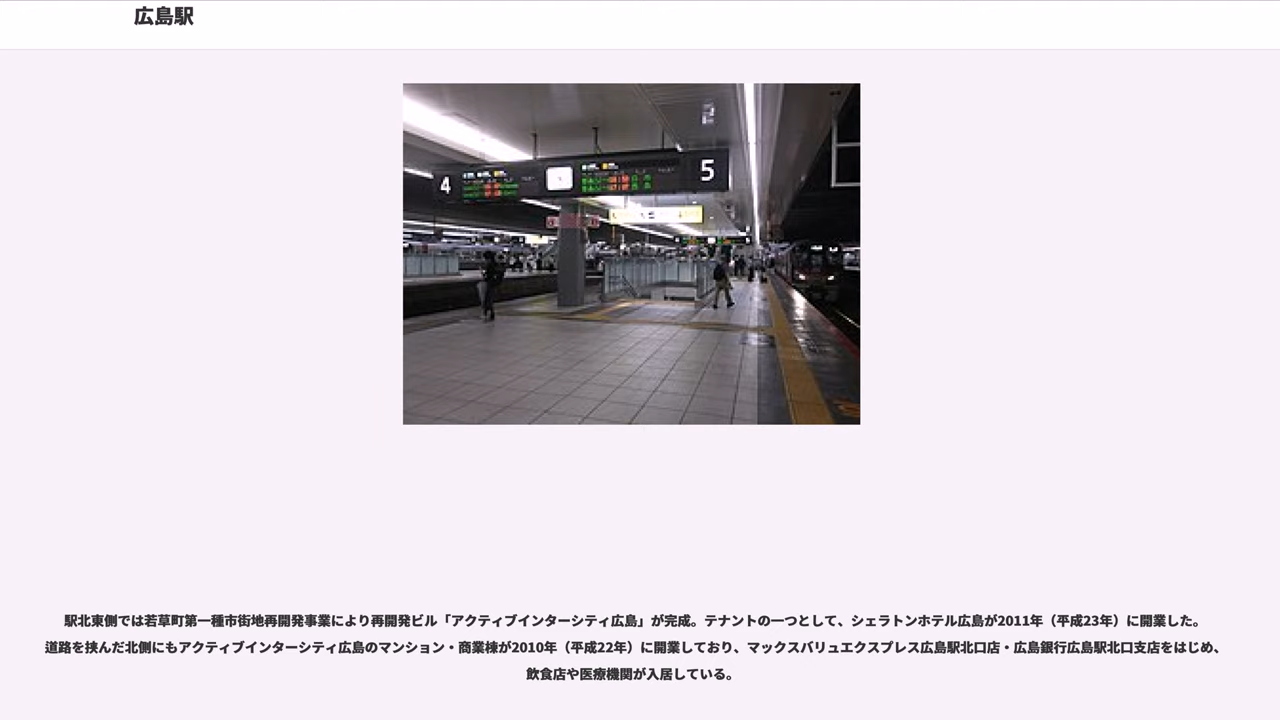 広島駅
4
5
駅北東側では若草町第一種市街地再開発事業により再開発ビル「アクティブインターシティ広島」が完成。テナントの一つとして、シェラトンホテル広島が2011年（平成23年）に開業した。
道路を挟んだ北側にもアクティブインターシティ広島のマンション・商業棟が2010年（平成22年）に開業しており、マックスバリュエクスプレス広島駅北口店・広島銀行広島駅北口支店をはじめ、
飲食店や医療機関が入居している。